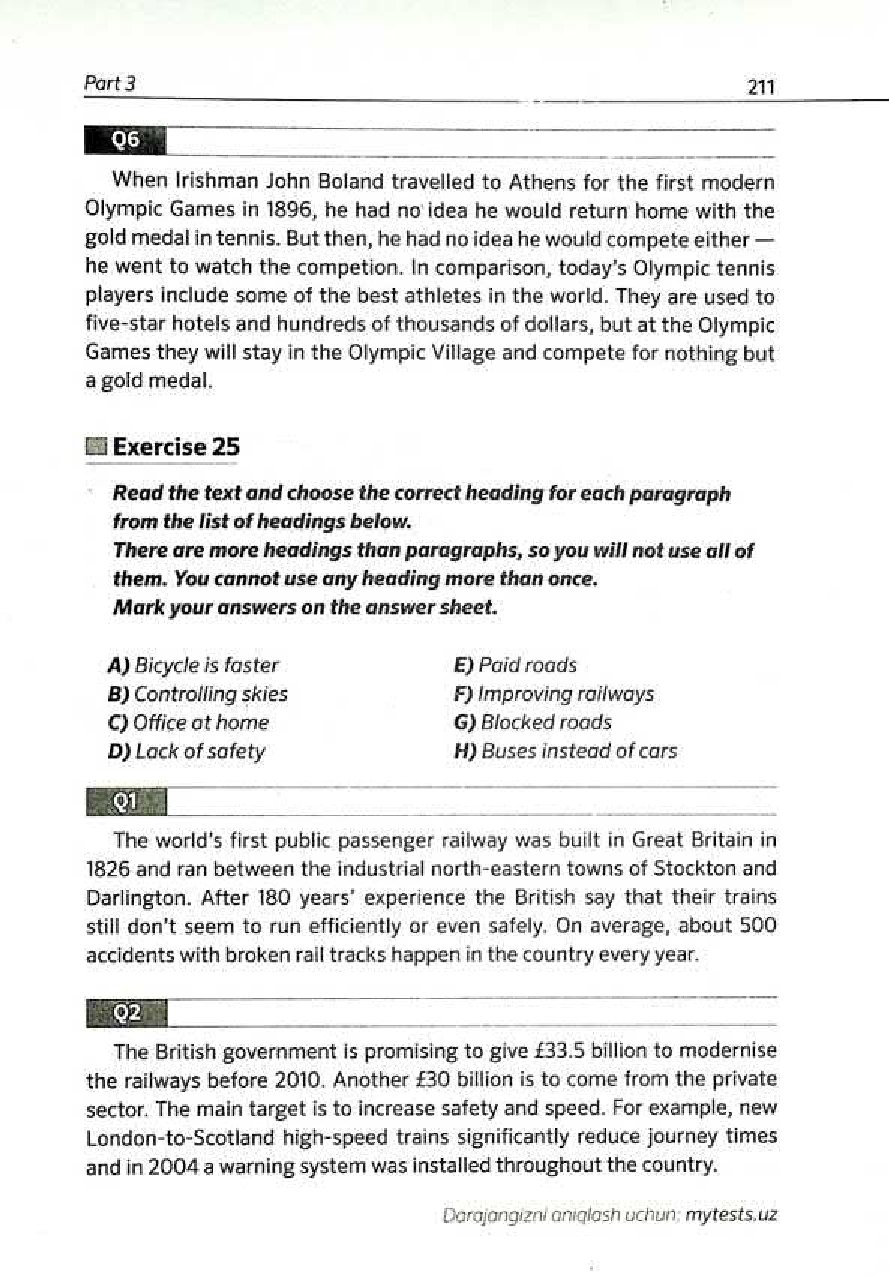 Part 3
211
Q6
When Irishman John Boland travelled to Athens for the first modern
Olympic Games in 1896, he had no idea he would return home with the
gold medal in tennis. But then, he had no idea he would compete either —
he went to watch the competion. In comparison, today's Olympic tennis
players include some of the best athletes in the world. They are used to
five-star hotels and hundreds of thousands of dollars, but at the Olympic
Games they will stay in the Olympic Village and compete for nothing but
a gold medal.
Exercise 25
Read the text and choose the correct heading for each paragraph
from the list of headings below.
There are more headings than paragraphs, so you will not use all of
them. You cannot use any heading more than once.
Mark your answers on the answer sheet.
A) Bicycle is faster
B) Controlling skies
C) Office at home
D) Lack of safety
E) Paid roads
F) Improving railways
G) Blocked roads
H) Buses instead of cars
Q1
The world's first public passenger railway was built in Great Britain in
1826 and ran between the industrial north-eastern towns of Stockton and
Darlington. After 180 years' experience the British say that their trains
still don't seem to run efficiently or even safely. On average, about 500
accidents with broken rail tracks happen in the country every year.
Q2
The British government is promising to give £33.5 billion to modernise
the railways before 2010. Another £30 billion is to come from the private
sector. The main target is to increase safety and speed. For example, new
London-to-Scotland high-speed trains significantly reduce journey times
and in 2004 a warning system was installed throughout the country.
Darajangizni aniqlash uchun: mytests.uz